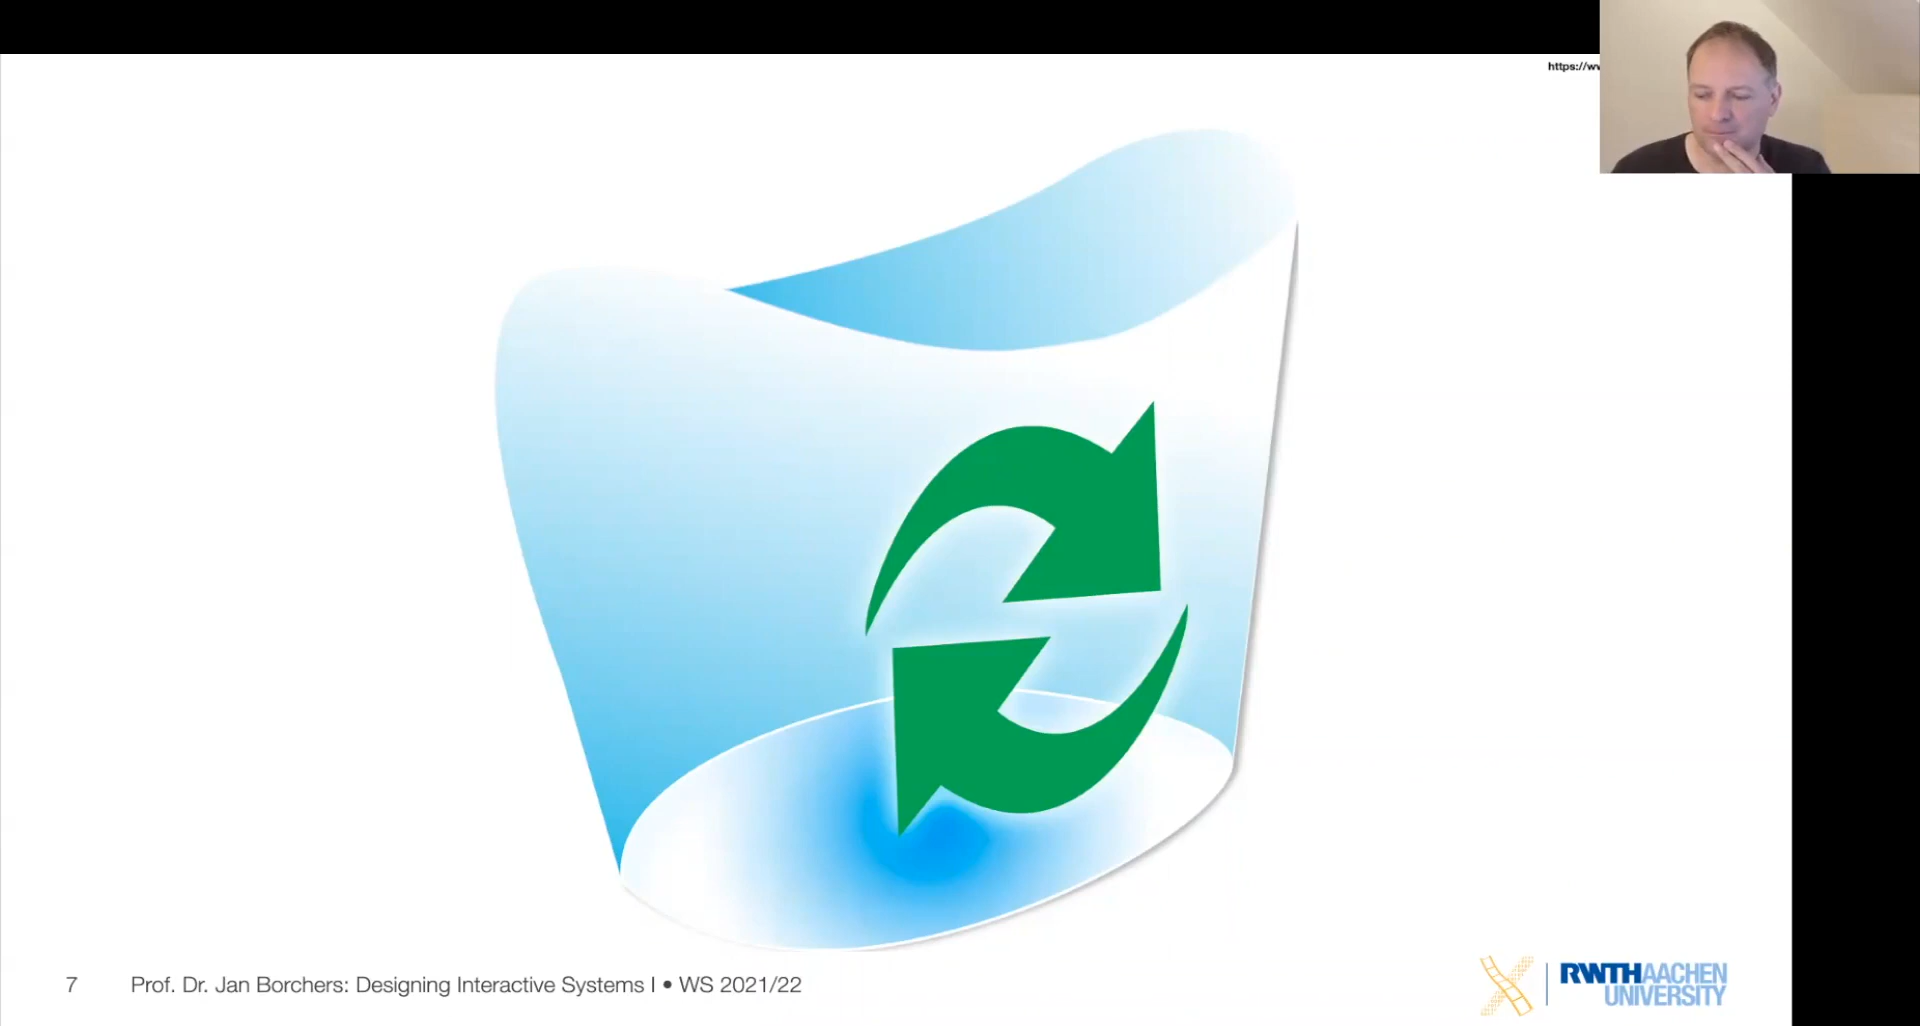 https://w
7 Prof. Dr. Jan Borchers: Designing Interactive Systems I • WS 2021/22
RWTHAACHEN
UNIVERSITY